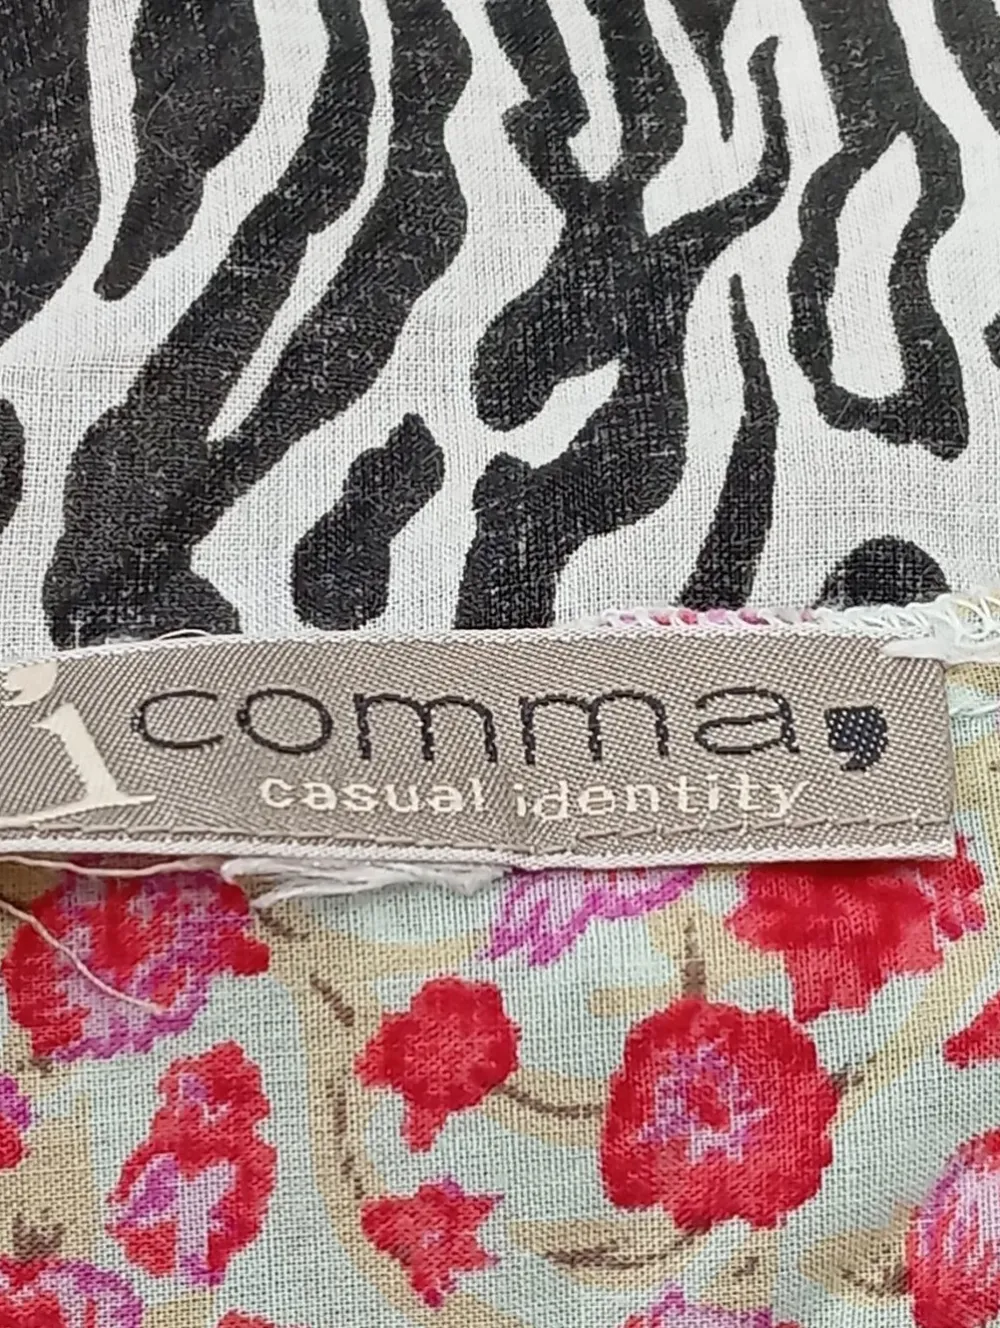 i comma,
casual identity